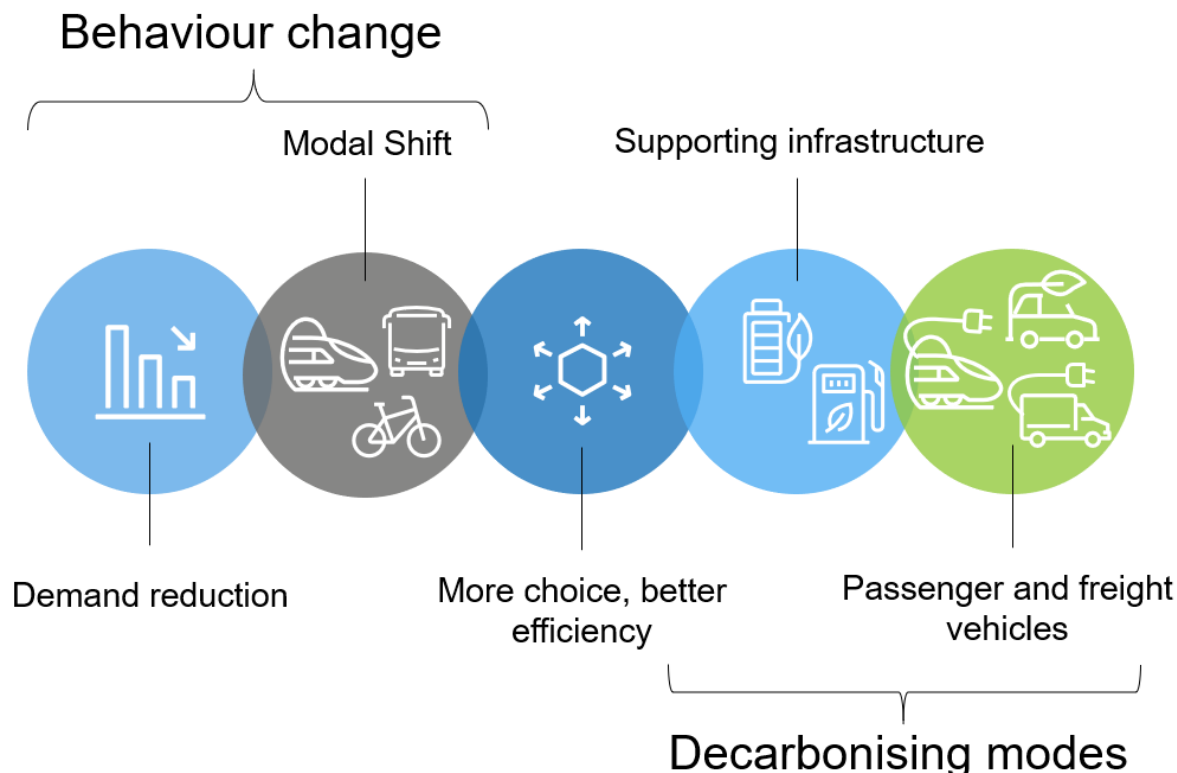 Behaviour change
Modal Shift
Supporting infrastructure
Demand reduction
More choice, better
efficiency
Passenger and freight
vehicles
Decarbonising modes